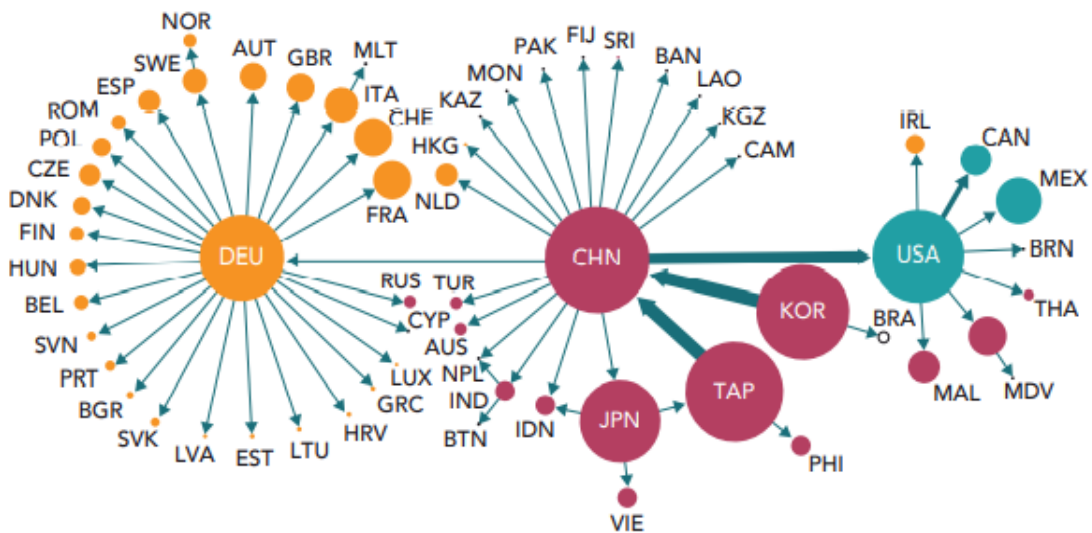 NOR
SWE
AUT
GBR
MLT
ESP
ITA
ROM
CHE
POL
CZE
FRA
DNK
FIN
DEU
HUN
BEL
SVN
PRT
BGR
SVK
LVA
EST
LTU
HRV
GRC
LUX
RUS
CYP
PAK
FIJ
SRI
BAN
MON
LAO
KAZ
KGZ
HKG
CAM
NLD
CHN
TUR
AUS
NPL
IND
BTN
IDN
JPN
VIE
TAP
PHI
KOR
BRA
IRL
CAN
MEX
USA
BRN
THA
MAL
MDV